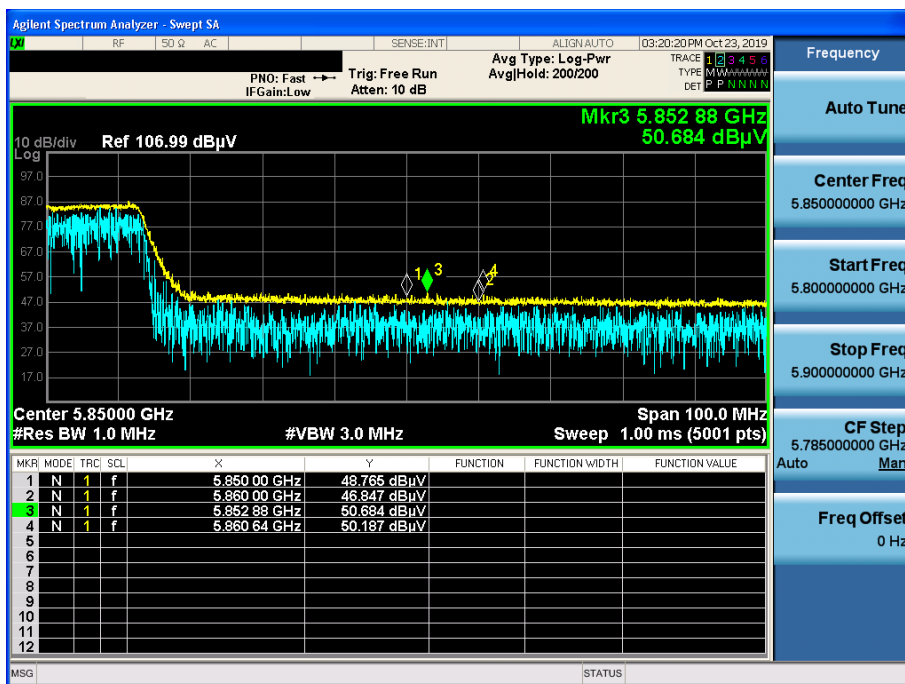 Agilent Spectrum Analyzer - Swept SA
LXI RF 50 Ω AC SENSE:INT ALIGN AUTO 03:20:20 PM Oct 23, 2019
PNO: Fast
IFGain:Low
Trig: Free Run
Atten: 10 dB
Avg Type: Log-Pwr
Avg|Hold: 200/200
TRACE 1 2 3 4 5 6
TYPE M W
DET P P N N N N
Mkr3 5.852 88 GHz
50.684 dBµV
10 dB/div
Log
Ref 106.99 dBµV
97.0
87.0
77.0
67.0
57.0
47.0
37.0
27.0
17.0
1
3
4
2
Center 5.85000 GHz Span 100.0 MHz
#Res BW 1.0 MHz #VBW 3.0 MHz Sweep 1.00 ms (5001 pts)
MKR MODE TRC SCL X Y FUNCTION FUNCTION WIDTH FUNCTION VALUE
1 N 1 f 5.850 00 GHz 48.765 dBµV
2 N 1 f 5.860 00 GHz 46.847 dBµV
3 N 1 f 5.852 88 GHz 50.684 dBµV
4 N 1 f 5.860 64 GHz 50.187 dBµV
5
6
7
8
9
10
11
12
MSG STATUS
Frequency
Auto Tune
Center Freq
5.850000000 GHz
Start Freq
5.800000000 GHz
Stop Freq
5.900000000 GHz
CF Step
5.785000000 GHz
Auto Man
Freq Offset
0 Hz